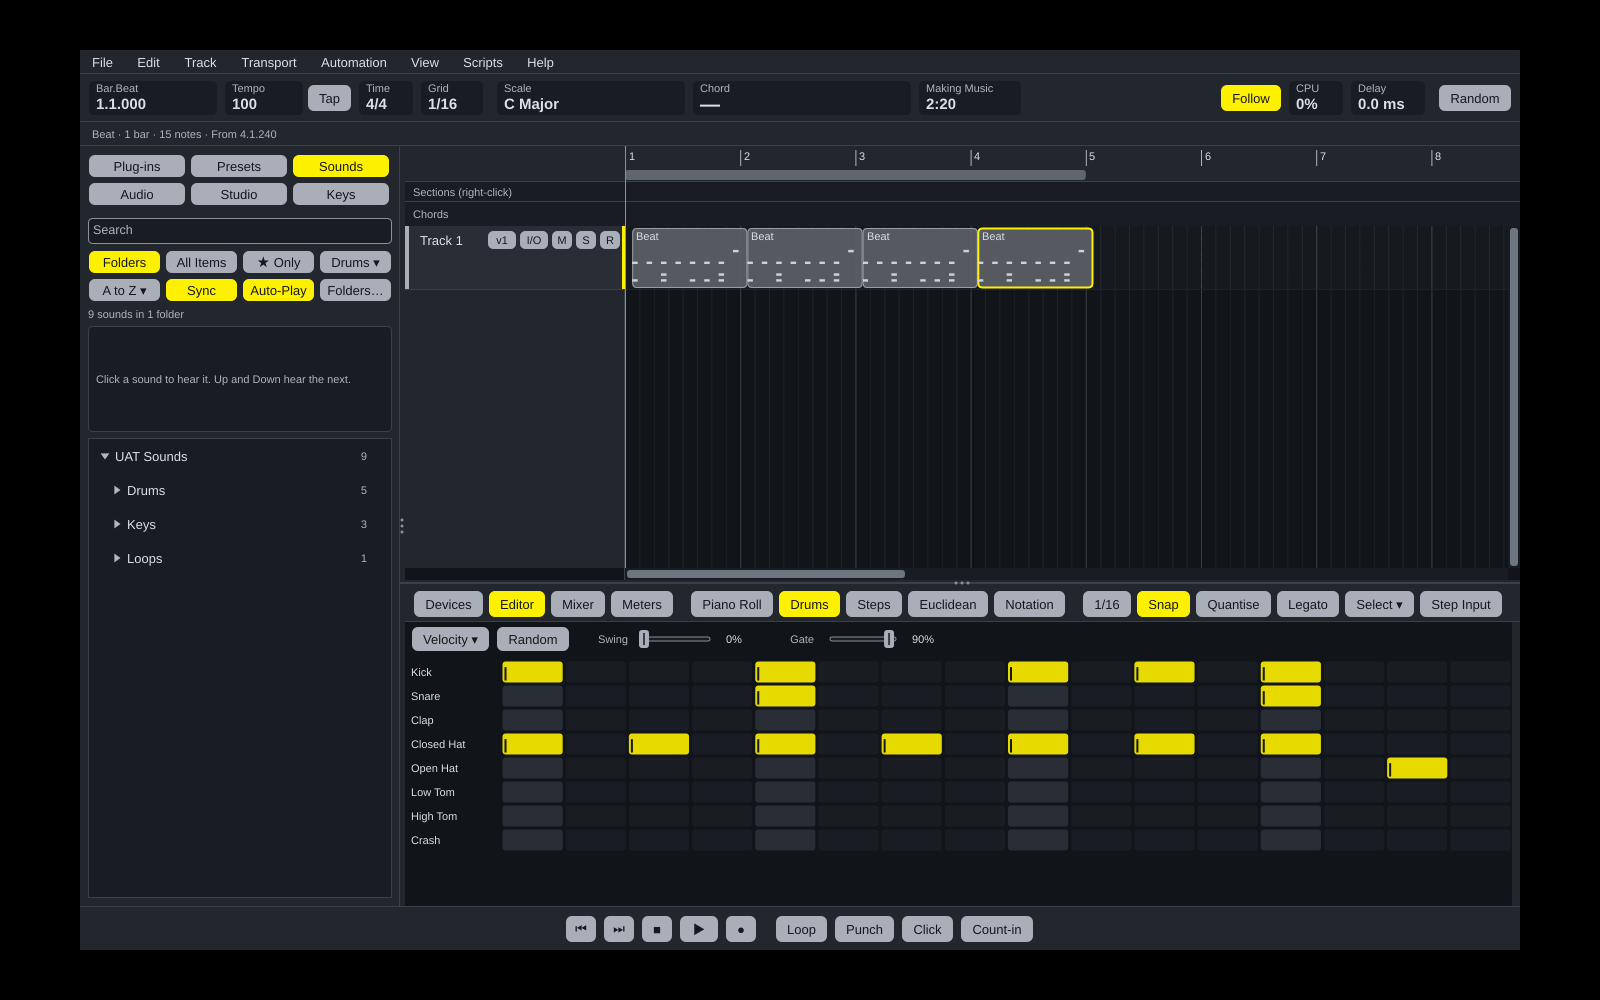 File Edit Track Transport Automation View Scripts Help
Bar.Beat Tempo Time Grid Scale Chord Making Music CPU Delay
1.1.000 100 Tap 4/4 1/16 C Major — 2:20 Follow 0% 0.0 ms Random
Beat · 1 bar · 15 notes · From 4.1.240
Plug-ins Presets Sounds
Audio Studio Keys
Search
Folders All Items ★ Only Drums ▾
A to Z ▾ Sync Auto-Play Folders…
9 sounds in 1 folder
Click a sound to hear it. Up and Down hear the next.
UAT Sounds 9
Drums 5
Keys 3
Loops 1
1 2 3 4 5 6 7 8
Sections (right-click)
Chords
Track 1 v1 I/O M S R
Beat Beat Beat Beat
Devices Editor Mixer Meters Piano Roll Drums Steps Euclidean Notation 1/16 Snap Quantise Legato Select ▾ Step Input
Velocity ▾ Random Swing 0% Gate 90%
Kick
Snare
Clap
Closed Hat
Open Hat
Low Tom
High Tom
Crash
Loop Punch Click Count-in